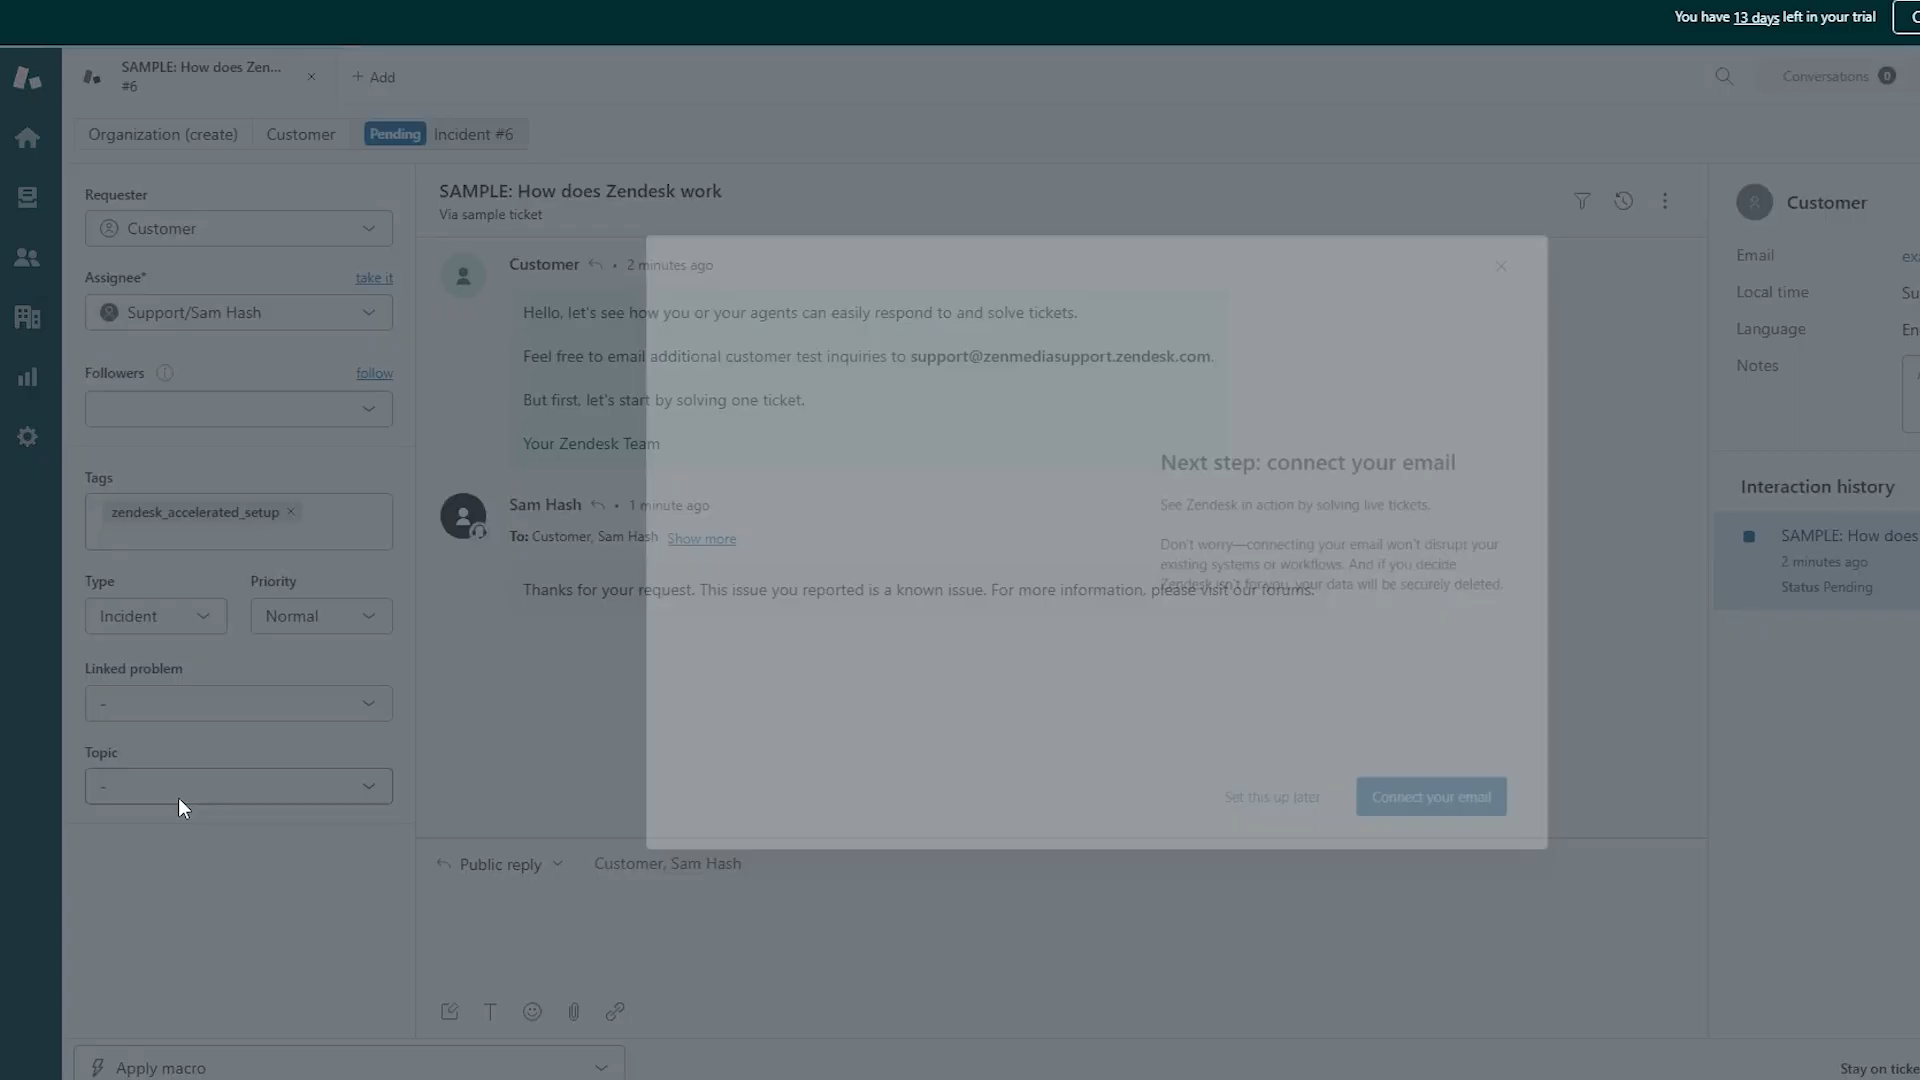 You have 13 days left in your trial
SAMPLE: How does Zen...
#6
+ Add
Conversations 0
Organization (create)
Customer
Pending Incident #6
Requester
Customer
Assignee*
take it
Support/Sam Hash
Followers
follow
Tags
zendesk_accelerated_setup
Type
Priority
Incident
Normal
Linked problem
-
Topic
-
SAMPLE: How does Zendesk work
Via sample ticket
Customer • 2 minutes ago
Hello, let's see how you or your agents can easily respond to and solve tickets.
Feel free to email additional customer test inquiries to support@zenmediasupport.zendesk.com.
But first, let's start by solving one ticket.
Your Zendesk Team
Sam Hash • 1 minute ago
To: Customer, Sam Hash Show more
Thanks for your request. This issue you reported is a known issue. For more information, please visit our forums.
Next step: connect your email
See Zendesk in action by solving live tickets.
Don't worry—connecting your email won't disrupt your
existing systems or workflows. And if you decide
Zendesk isn't for you, your data will be securely deleted.
Set this up later
Connect your email
Public reply
Customer, Sam Hash
Apply macro
Customer
Email
Local time
Su
Language
En
Notes
Interaction history
SAMPLE: How does
2 minutes ago
Status Pending
Stay on ticke